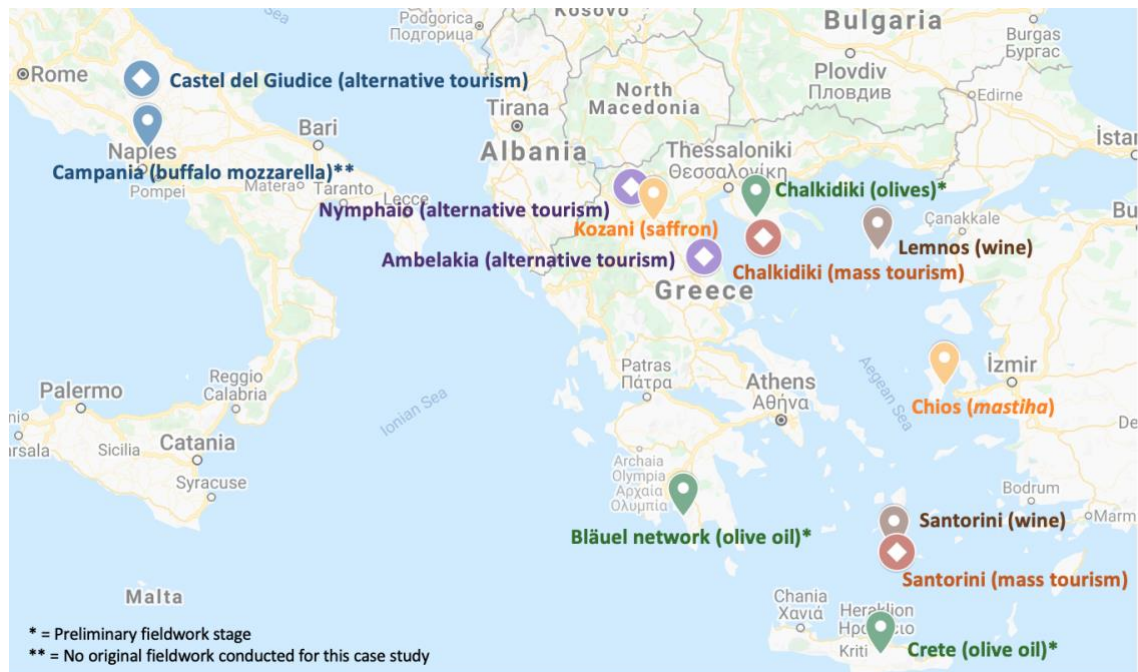 Podgorica
Подгорица
Kosovo
Bulgaria
Burgas
Бургас
Rome
Castel del Giudice (alternative tourism)
North
Macedonia
Plovdiv
Пловдив
Edirne
Tirana
Bari
Albania
Thessaloniki
Θεσσαλονίκη
Naples
Campania (buffalo mozzarella)**
Pompei
Matera
Taranto
Lecce
Chalkidiki (olives)*
Çanakkale
Nymphaio (alternative tourism)
Kozani (saffron)
Lemnos (wine)
Ambelakia (alternative tourism)
Chalkidiki (mass tourism)
Greece
Aegean Sea
Patras
Πάτρα
Athens
Αθήνα
İzmir
Chios (mastiha)
Palermo
Reggio
Calabria
Ionian Sea
Catania
Sicilia
Syracuse
Archaia
Olympia
Αρχαία
Ολυμπία
Bodrum
Santorini (wine)
Bläuel network (olive oil)*
Santorini (mass tourism)
Malta
Chania
Χανιά
Heraklion
Kriti
Crete (olive oil)*
* = Preliminary fieldwork stage
** = No original fieldwork conducted for this case study